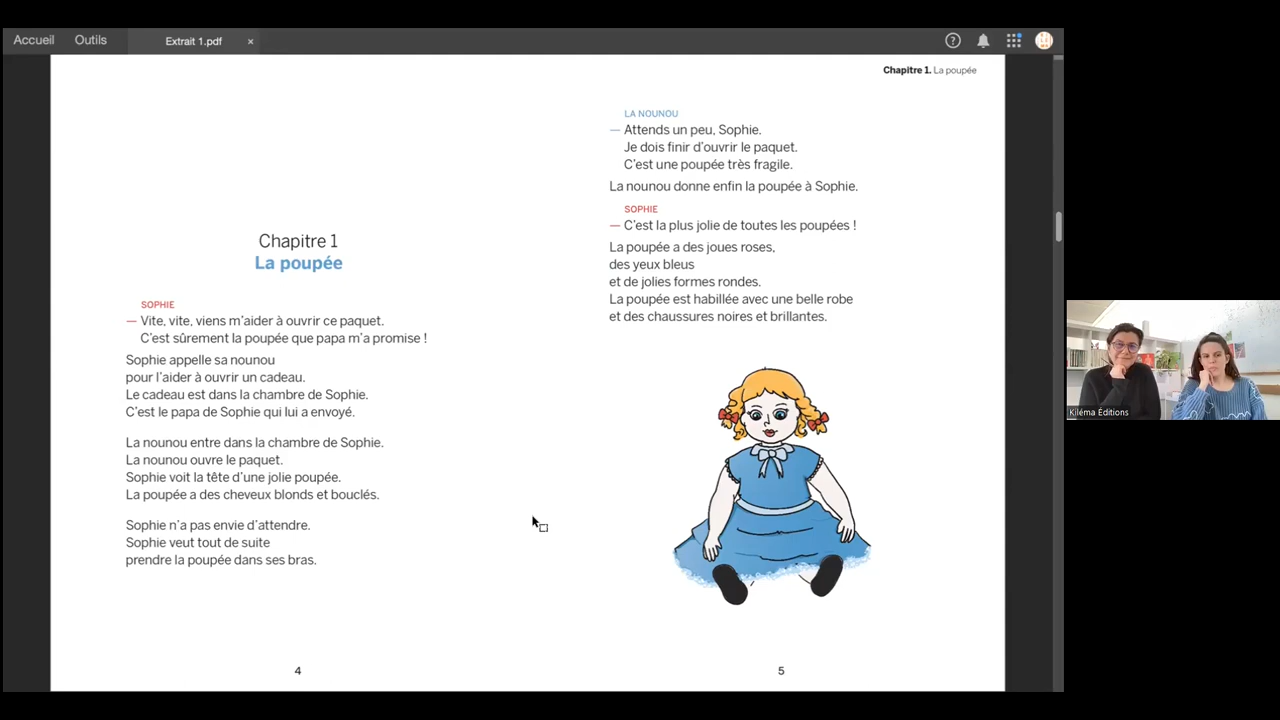 Accueil
Outils
Extrait 1.pdf
×
?
Chapitre 1
La poupée
SOPHIE
— Vite, vite, viens m’aider à ouvrir ce paquet.
C’est sûrement la poupée que papa m’a promise !
Sophie appelle sa nounou
pour l’aider à ouvrir un cadeau.
Le cadeau est dans la chambre de Sophie.
C’est le papa de Sophie qui lui a envoyé.
La nounou entre dans la chambre de Sophie.
La nounou ouvre le paquet.
Sophie voit la tête d’une jolie poupée.
La poupée a des cheveux blonds et bouclés.
Sophie n’a pas envie d’attendre.
Sophie veut tout de suite
prendre la poupée dans ses bras.
4
Chapitre 1. La poupée
LA NOUNOU
— Attends un peu, Sophie.
Je dois finir d’ouvrir le paquet.
C’est une poupée très fragile.
La nounou donne enfin la poupée à Sophie.
SOPHIE
— C’est la plus jolie de toutes les poupées !
La poupée a des joues roses,
des yeux bleus
et de jolies formes rondes.
La poupée est habillée avec une belle robe
et des chaussures noires et brillantes.
5
Kiléma Éditions